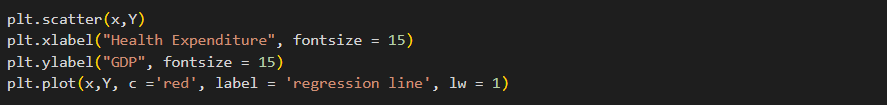 plt.scatter(x,Y)
plt.xlabel("Health Expenditure", fontsize = 15)
plt.ylabel("GDP", fontsize = 15)
plt.plot(x,Y, c ='red', label = 'regression line', lw = 1)